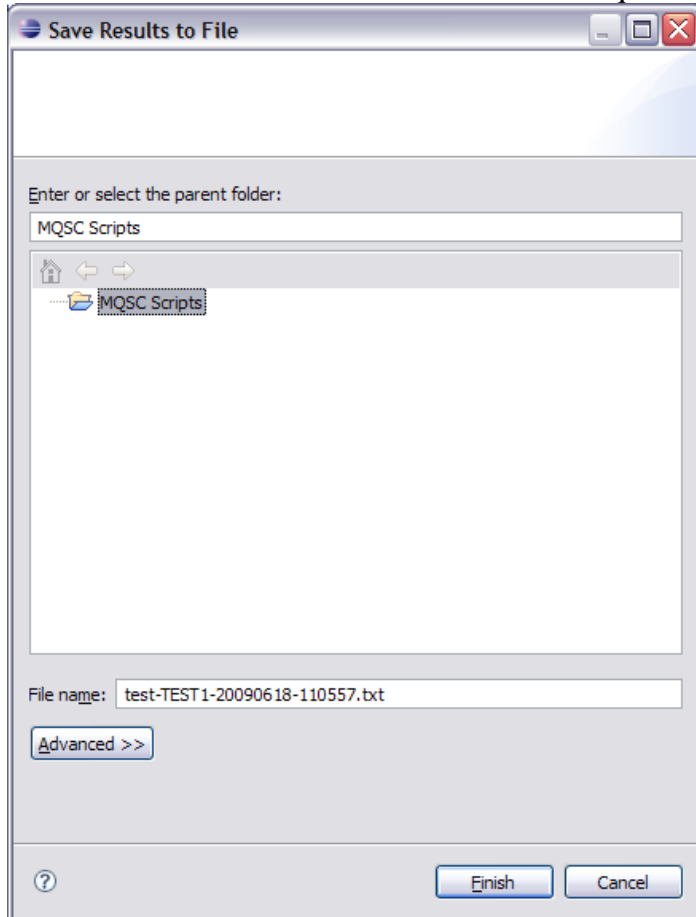 Save Results to File
Enter or select the parent folder:
MQSC Scripts
MQSC Scripts
File name: test-TEST1-20090618-110557.txt
Advanced >>
Finish Cancel